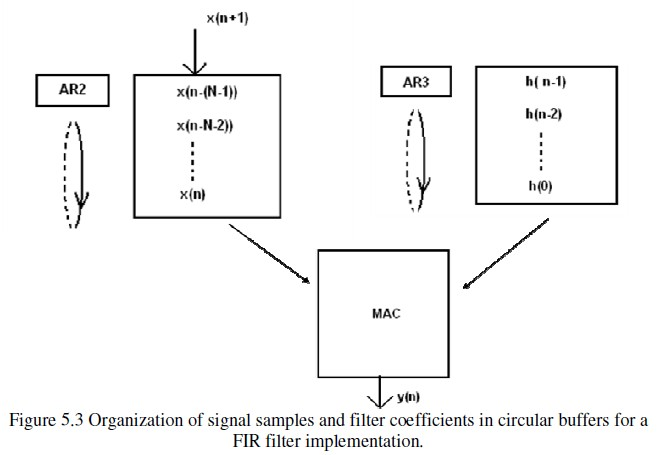 x(n+1)
AR2
x(n-(N-1))
x(n-N-2))
x(n)
AR3
h( n-1)
h(n-2)
h(0)
MAC
y(n)
Figure 5.3 Organization of signal samples and filter coefficients in circular buffers for a
FIR filter implementation.